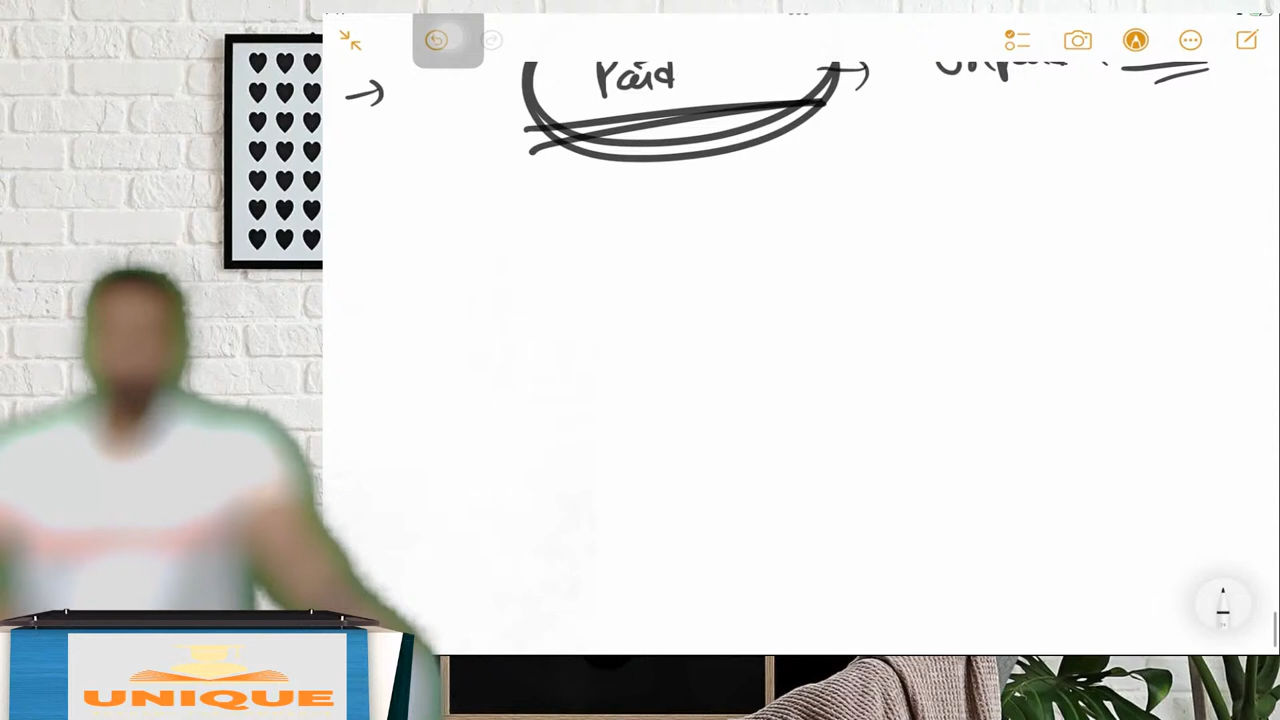 → Paid →
UNIQUE